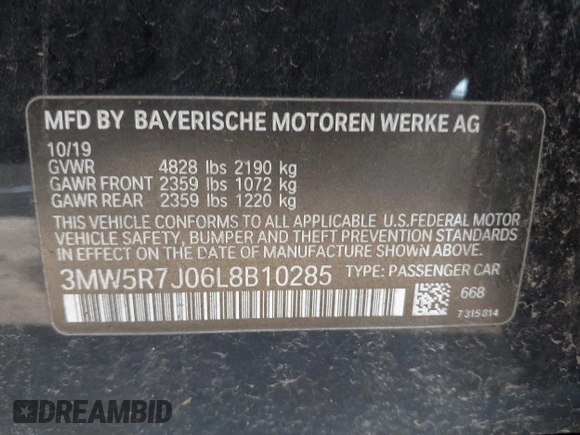 MFD BY BAYERISCHE MOTOREN WERKE AG
10/19
GVWR 4828 lbs 2190 kg
GAWR FRONT 2359 lbs 1072 kg
GAWR REAR 2359 lbs 1220 kg
THIS VEHICLE CONFORMS TO ALL APPLICABLE U.S.FEDERAL MOTOR
VEHICLE SAFETY, BUMPER AND THEFT PREVENTION STANDARDS
IN EFFECT ON THE DATE OF MANUFACTURE SHOWN ABOVE.
3MW5R7J06L8B10285 TYPE: PASSENGER CAR
668
7315814
DREAMBID